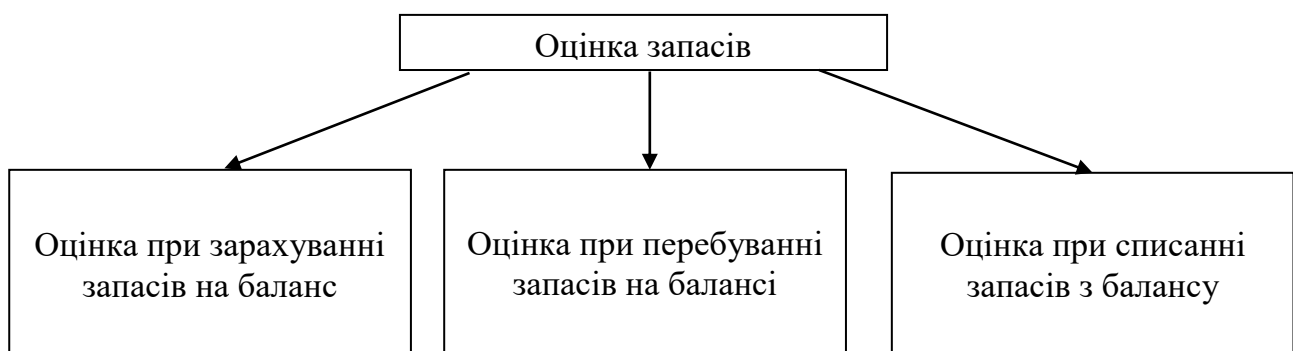 Оцінка запасів
Оцінка при зарахуванні
запасів на баланс
Оцінка при перебуванні
запасів на балансі
Оцінка при списанні
запасів з балансу